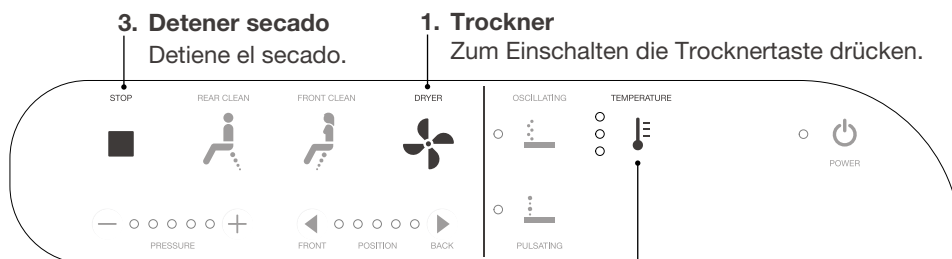 3. Detener secado
Detiene el secado.
1. Trockner
Zum Einschalten die Trocknertaste drücken.
STOP
REAR CLEAN
FRONT CLEAN
DRYER
OSCILLATING
TEMPERATURE
POWER
PRESSURE
FRONT
POSITION
BACK
PULSATING